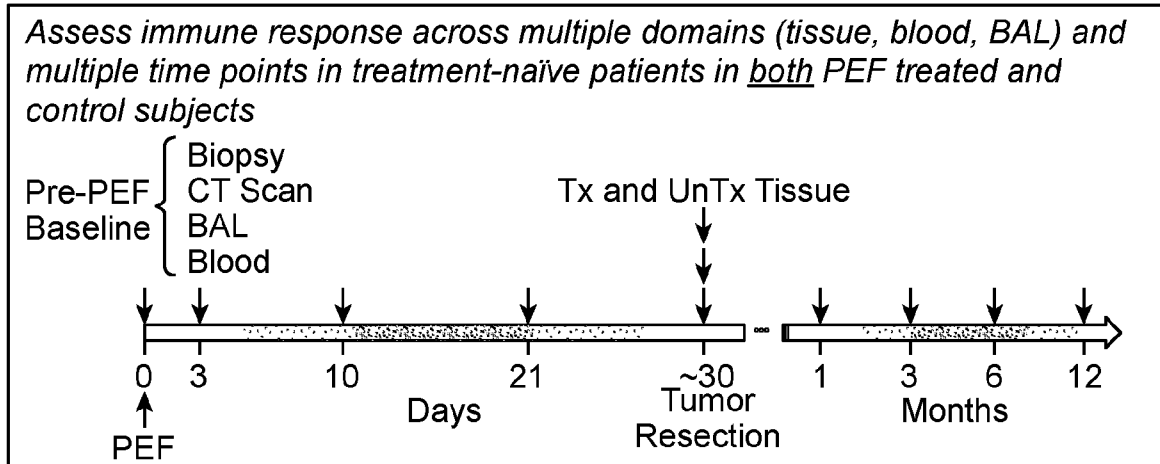 Assess immune response across multiple domains (tissue, blood, BAL) and
multiple time points in treatment-naïve patients in both PEF treated and
control subjects
Pre-PEF
Baseline
Biopsy
CT Scan
BAL
Blood
Tx and UnTx Tissue
0 3 10 21 ~30 1 3 6 12
Days
Tumor
Resection
Months
PEF